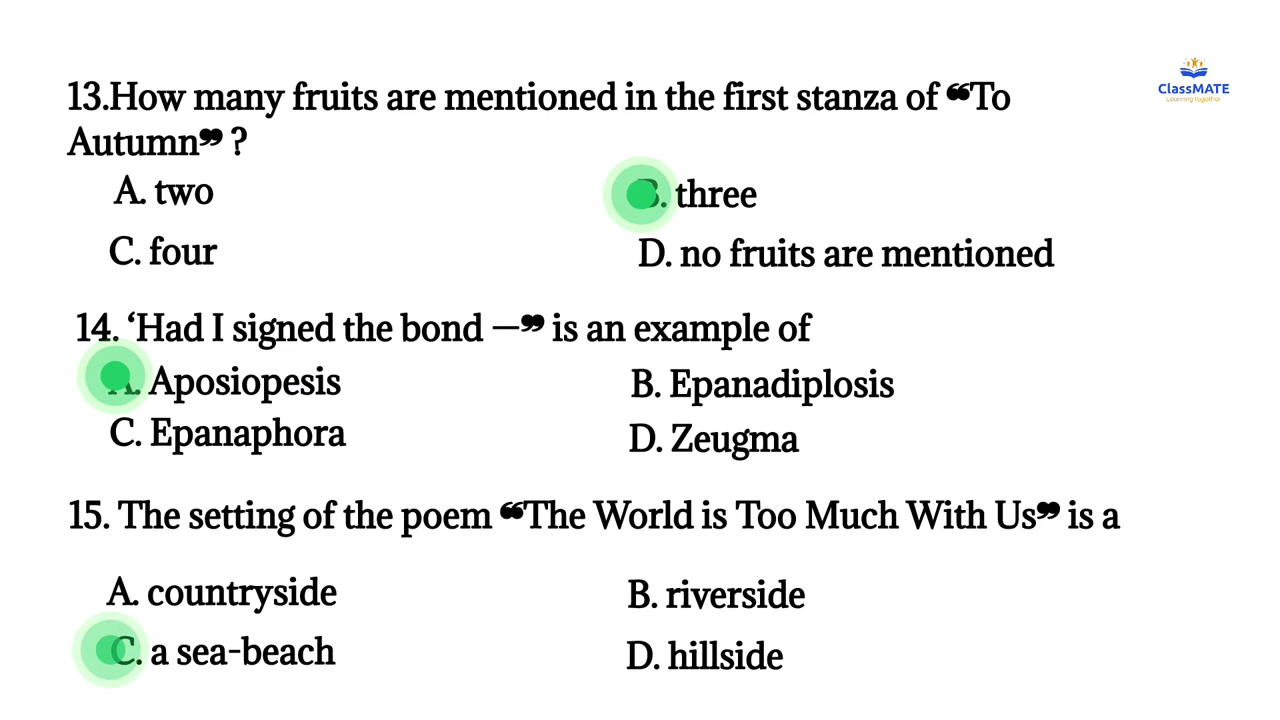 ClassMATE
Learning together
13.How many fruits are mentioned in the first stanza of ❝To
Autumn❞ ?
A. two
B. three
C. four
D. no fruits are mentioned
14. ‘Had I signed the bond —❞ is an example of
A. Aposiopesis
B. Epanadiplosis
C. Epanaphora
D. Zeugma
15. The setting of the poem ❝The World is Too Much With Us❞ is a
A. countryside
B. riverside
C. a sea-beach
D. hillside